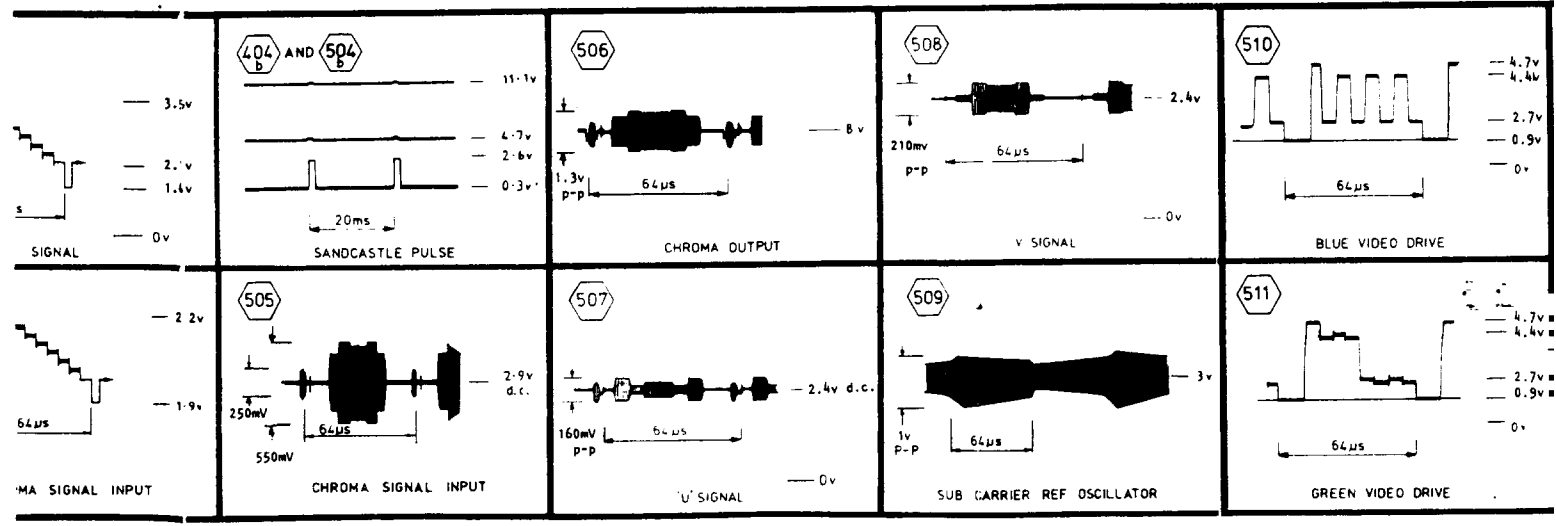 3.5v
1.6v
s
0v
SIGNAL
404 b AND 504 b
11.1v
4.7v
2.6v
0.3v
20ms
SANDCASTLE PULSE
506
8v
1.3v p-p
64µs
CHROMA OUTPUT
508
2.4v
210mv p-p
64µs
0v
V SIGNAL
510
4.7v
4.4v
2.7v
0.9v
0v
64µs
BLUE VIDEO DRIVE
2.2v
1.9v
64µs
MA SIGNAL INPUT
505
2.9v d.c.
250mV
64µs
550mV
CHROMA SIGNAL INPUT
507
2.4v d.c.
160mV p-p
64µs
0v
'U' SIGNAL
509
3v
1v P-P
64µs
SUB CARRIER REF OSCILLATOR
511
4.7v
4.4v
2.7v
0.9v
0v
64µs
GREEN VIDEO DRIVE